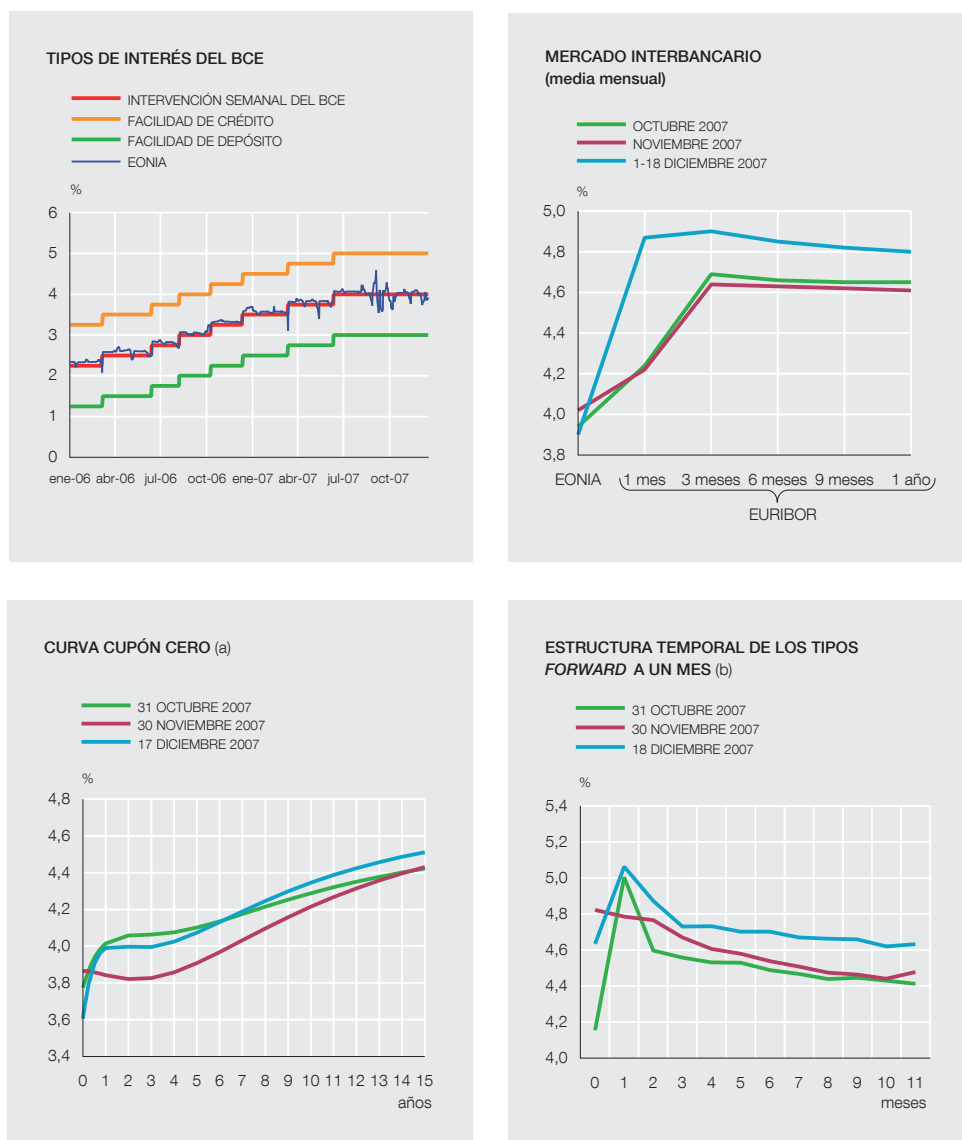 TIPOS DE INTERÉS DEL BCE
INTERVENCIÓN SEMANAL DEL BCE
FACILIDAD DE CRÉDITO
FACILIDAD DE DEPÓSITO
EONIA
%
6
5
4
3
2
1
0
ene-06 abr-06 jul-06 oct-06 ene-07 abr-07 jul-07 oct-07
MERCADO INTERBANCARIO
(media mensual)
OCTUBRE 2007
NOVIEMBRE 2007
1-18 DICIEMBRE 2007
%
5,0
4,8
4,6
4,4
4,2
4,0
3,8
EONIA 1 mes 3 meses 6 meses 9 meses 1 año
EURIBOR
CURVA CUPÓN CERO (a)
31 OCTUBRE 2007
30 NOVIEMBRE 2007
17 DICIEMBRE 2007
%
4,8
4,6
4,4
4,2
4,0
3,8
3,6
3,4
0 1 2 3 4 5 6 7 8 9 10 11 12 13 14 15
años
ESTRUCTURA TEMPORAL DE LOS TIPOS
FORWARD A UN MES (b)
31 OCTUBRE 2007
30 NOVIEMBRE 2007
18 DICIEMBRE 2007
%
5,4
5,2
5,0
4,8
4,6
4,4
4,2
4,0
0 1 2 3 4 5 6 7 8 9 10 11
meses